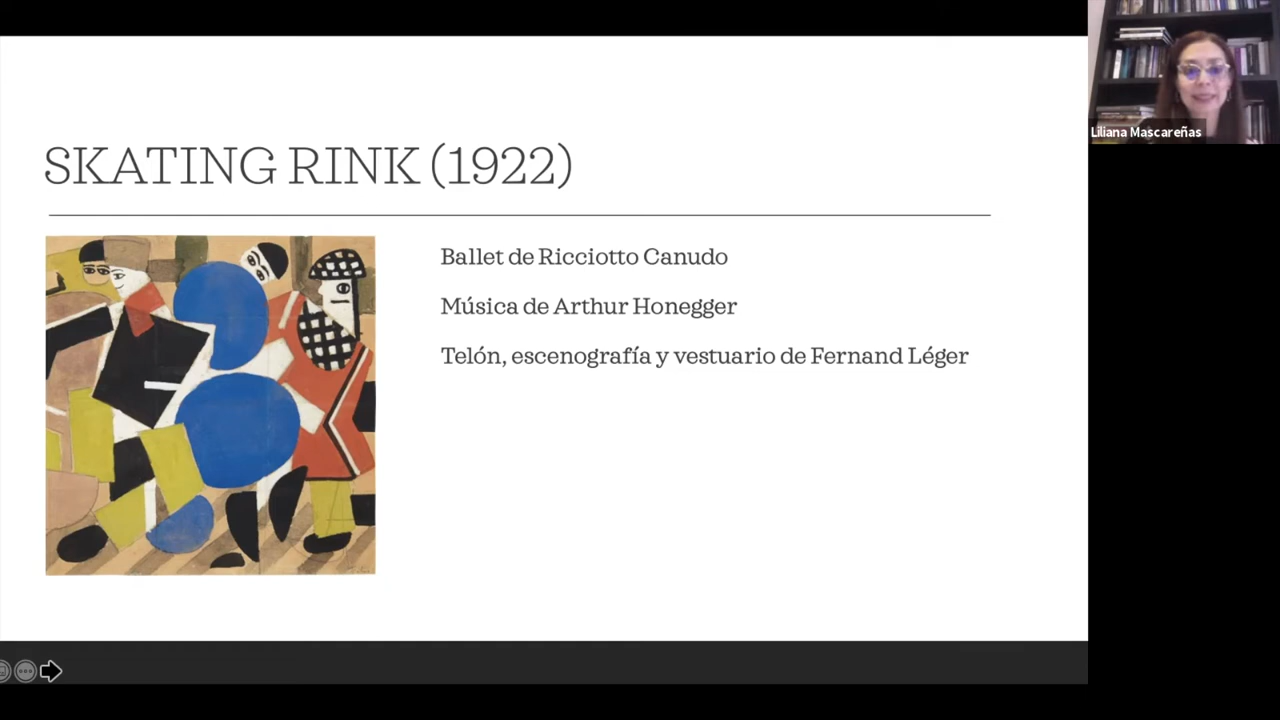 SKATING RINK (1922)
Ballet de Ricciotto Canudo
Música de Arthur Honegger
Telón, escenografía y vestuario de Fernand Léger
Liliana Mascareñas